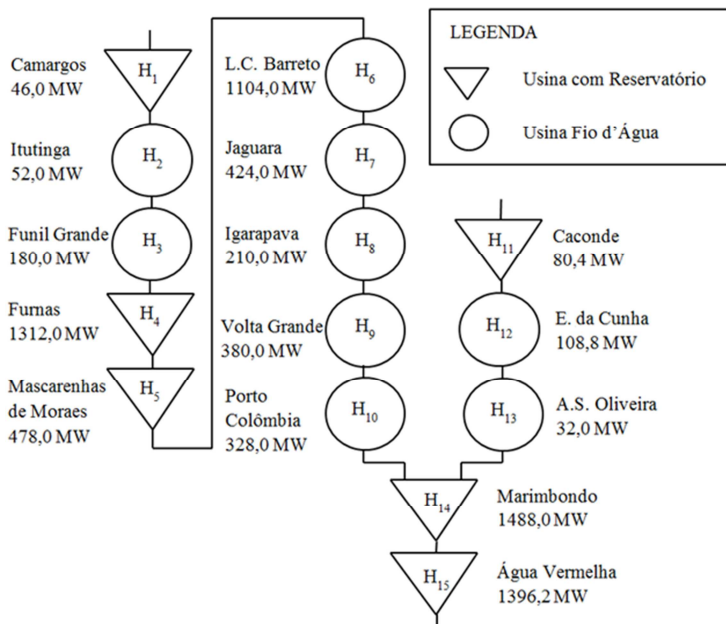 Camargos
46,0 MW
H1
Itutinga
52,0 MW
H2
Funil Grande
180,0 MW
H3
Furnas
1312,0 MW
H4
Mascarenhas
de Moraes
478,0 MW
H5
L.C. Barreto
1104,0 MW
H6
Jaguara
424,0 MW
H7
Igarapava
210,0 MW
H8
Volta Grande
380,0 MW
H9
Porto
Colômbia
328,0 MW
H10
LEGENDA
Usina com Reservatório
Usina Fio d'Água
H11
Caconde
80,4 MW
H12
E. da Cunha
108,8 MW
H13
A.S. Oliveira
32,0 MW
H14
Marimbondo
1488,0 MW
H15
Água Vermelha
1396,2 MW